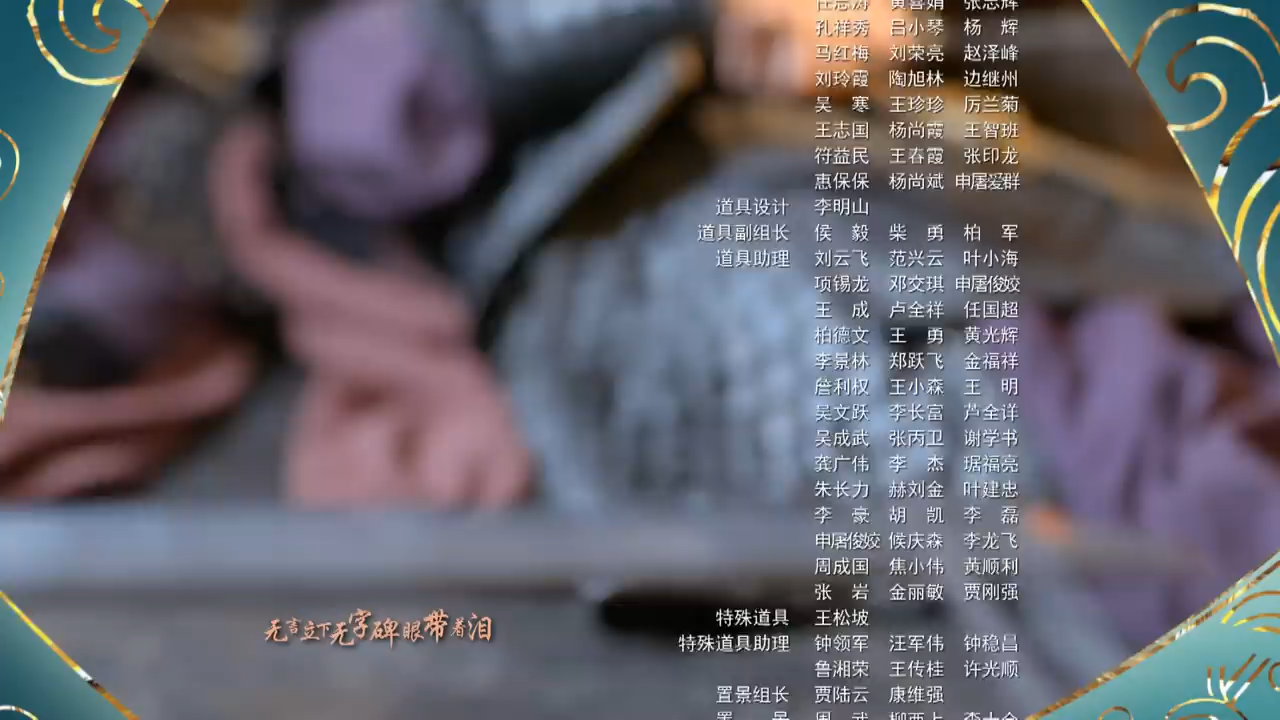 任志涛 黄喜娟 张志辉
孔祥秀 吕小琴 杨 辉
马红梅 刘荣亮 赵泽峰
刘玲霞 陶旭林 边继州
吴 寒 王珍珍 厉兰菊
王志国 杨尚霞 王智班
符益民 王春霞 张印龙
惠保保 杨尚斌 申屠爱群
道具设计 李明山
道具副组长 侯 毅 柴 勇 柏 军
道具助理 刘云飞 范兴云 叶小海
项锡龙 邓交琪 申屠俊姣
王 成 卢全祥 任国超
柏德文 王 勇 黄光辉
李景林 郑跃飞 金福祥
詹利权 王小森 王 明
吴文跃 李长富 芦全详
吴成武 张丙卫 谢学书
龚广伟 李 杰 琚福亮
朱长力 赫刘金 叶建忠
李 豪 胡 凯 李 磊
申屠俊姣 候庆森 李龙飞
周成国 焦小伟 黄顺利
张 岩 金丽敏 贾刚强
特殊道具 王松坡
特殊道具助理 钟领军 汪军伟 钟稳昌
鲁湘荣 王传桂 许光顺
置景组长 贾陆云 康维强
无言立下无字碑眼带着泪